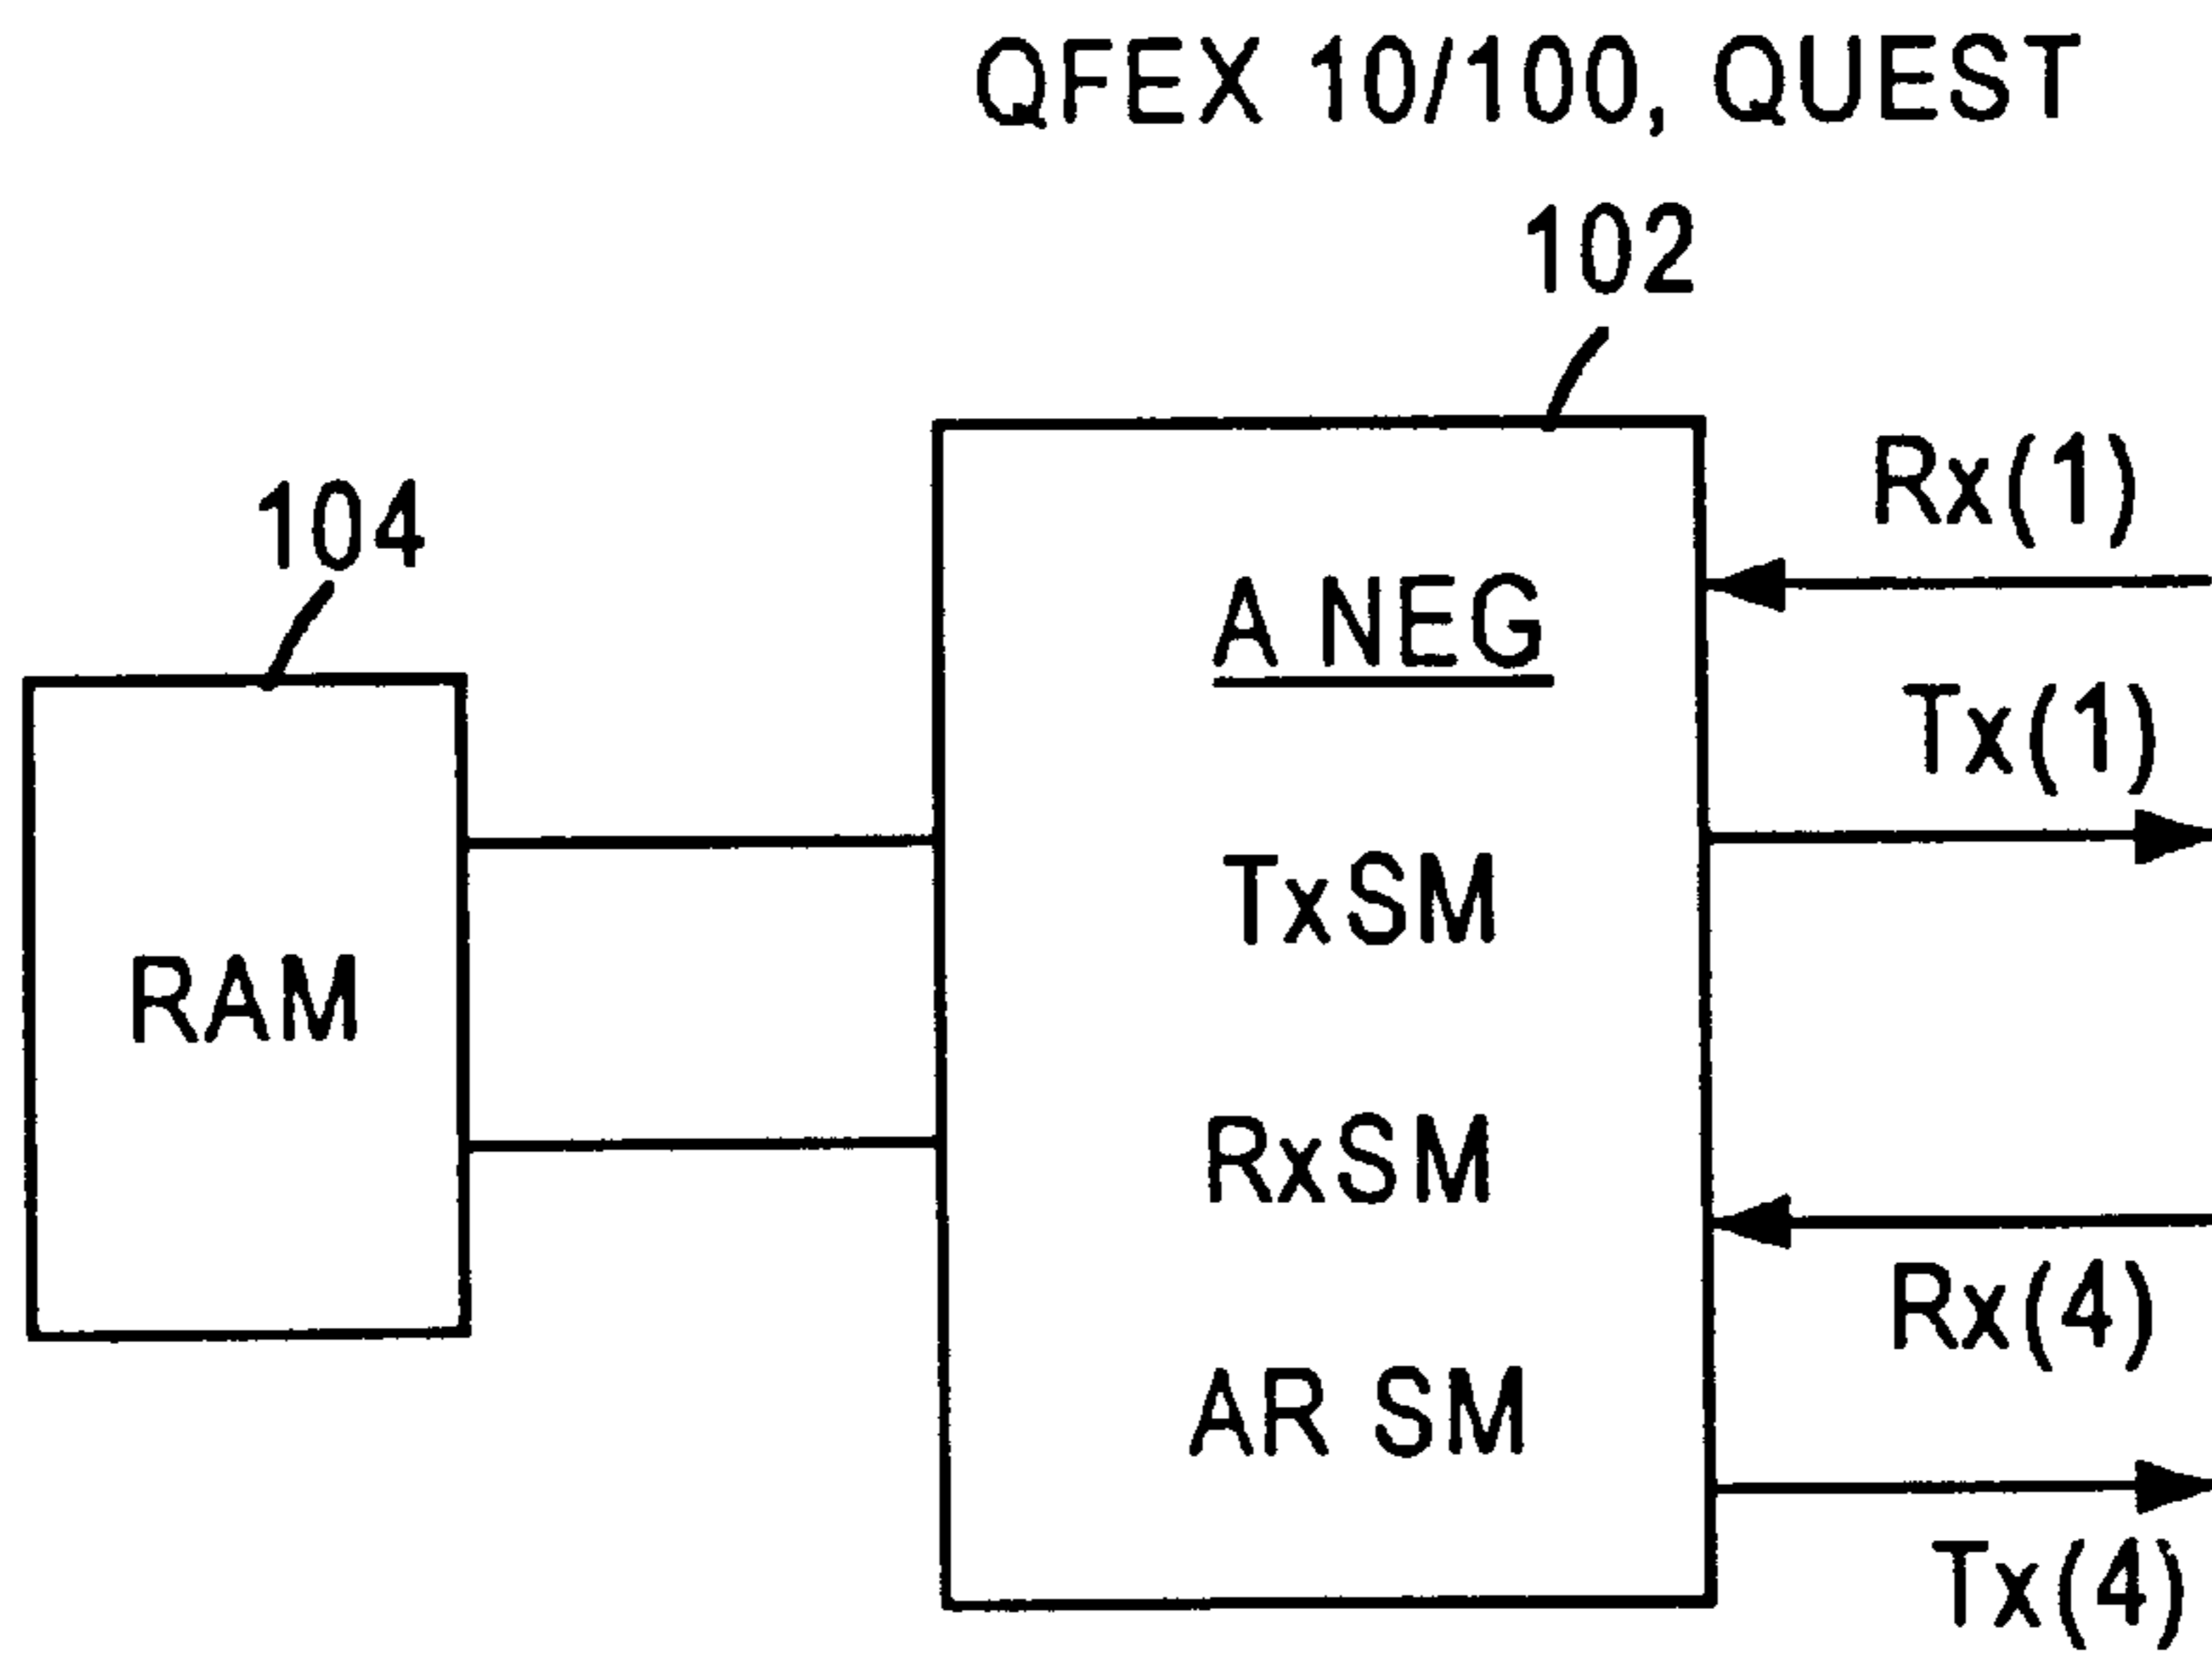 QFEX 10/100, QUEST
102
104
RAM
A NEG
TxSM
RxSM
AR SM
Rx(1)
Tx(1)
Rx(4)
Tx(4)